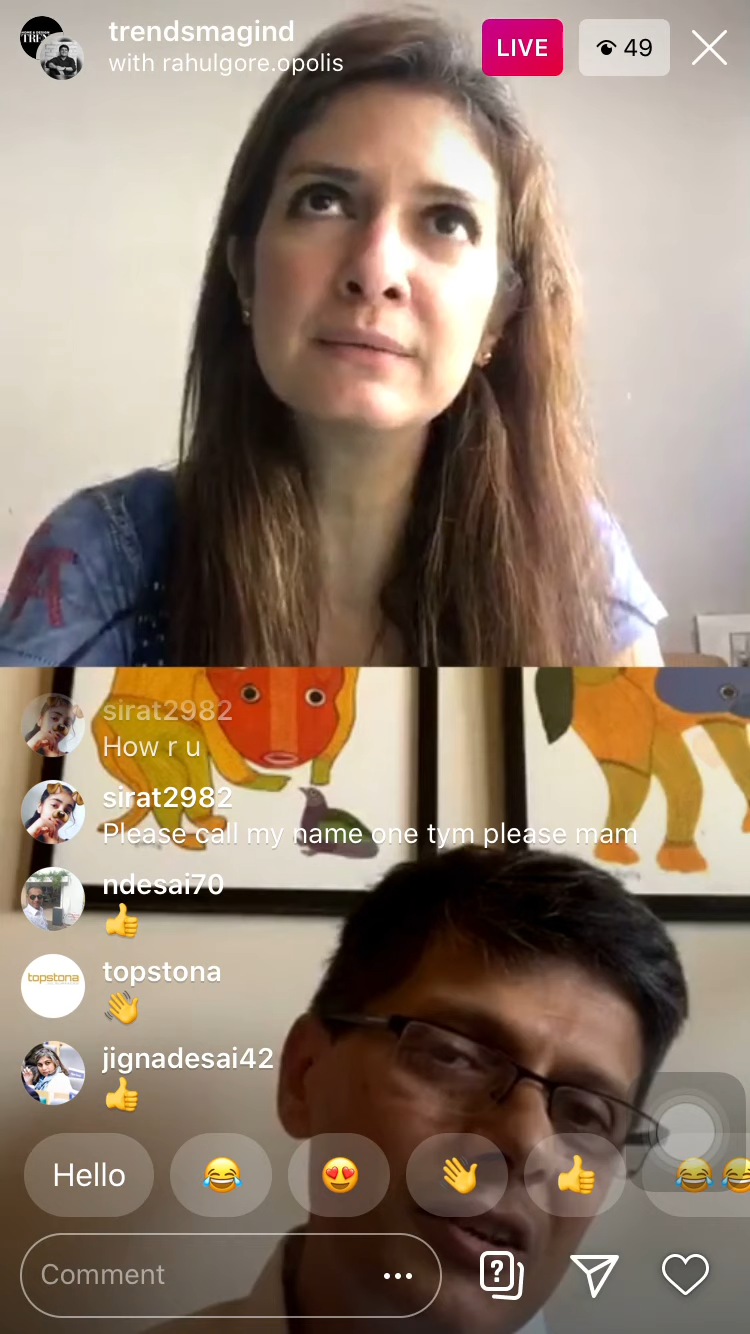 trendsmagind
with rahulgore.opolis
LIVE
49
sirat2982
How r u
sirat2982
Please call my name one tym please mam
ndesai70
topstona
topstona
jignadesai42
Hello
Comment